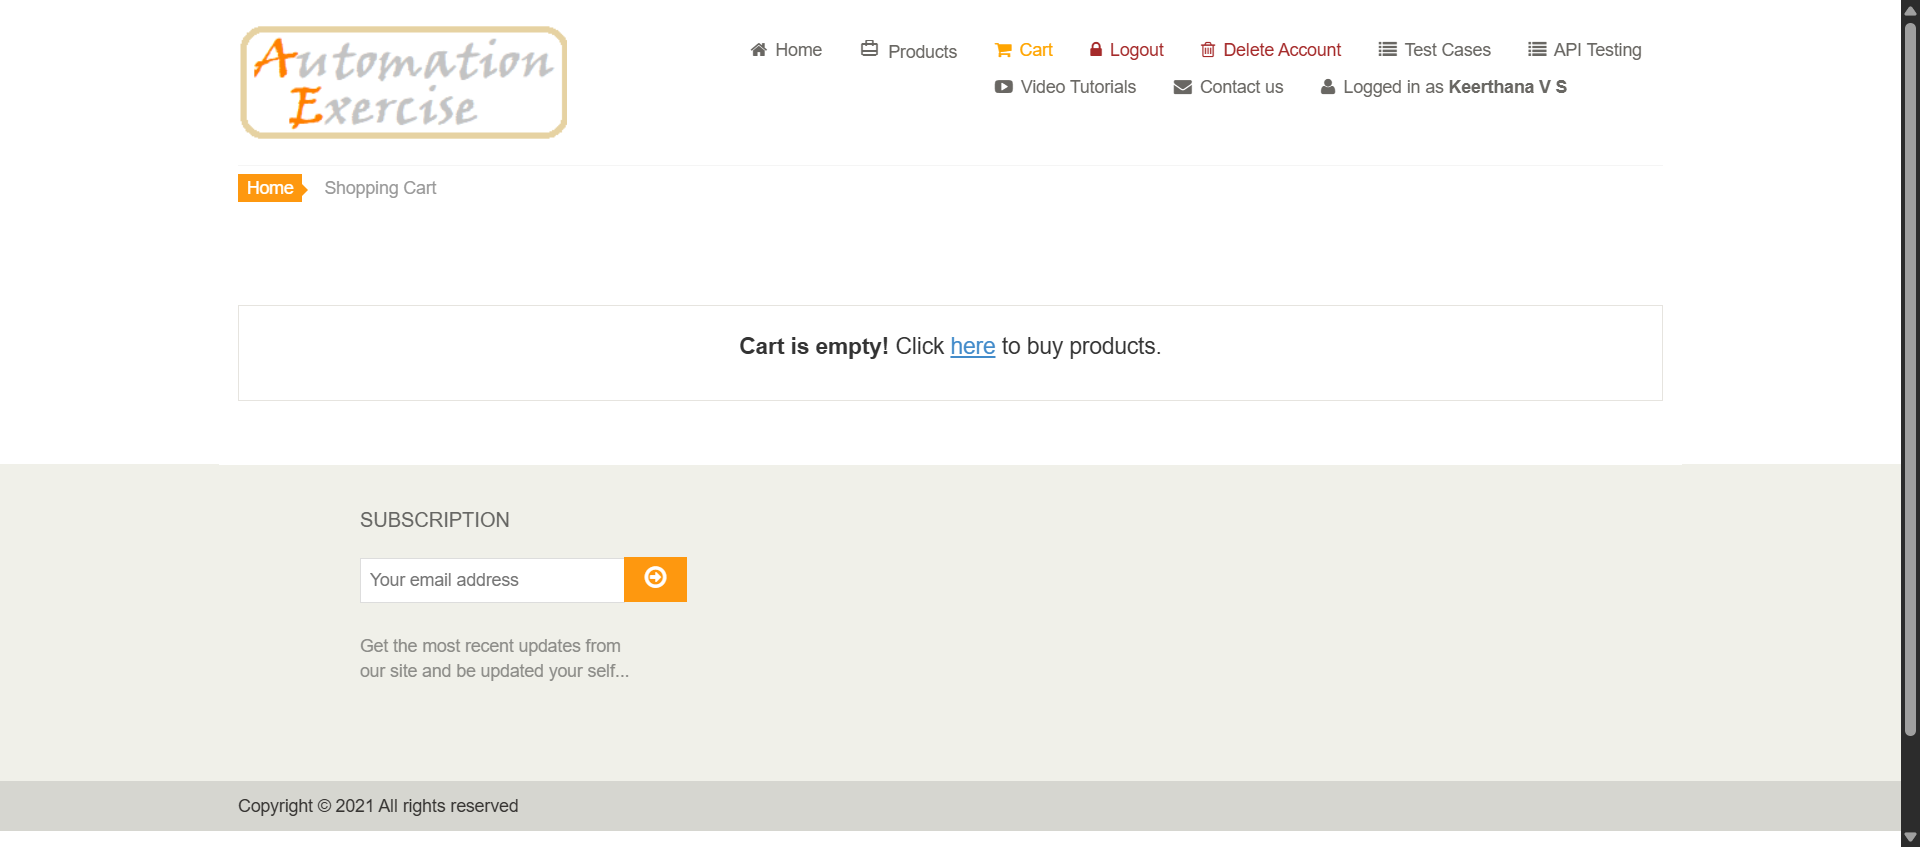 Automation
Exercise
Home Products Cart Logout Delete Account Test Cases API Testing
Video Tutorials Contact us Logged in as Keerthana V S
Home Shopping Cart
Cart is empty! Click here to buy products.
SUBSCRIPTION
Your email address
Get the most recent updates from
our site and be updated your self...
Copyright © 2021 All rights reserved